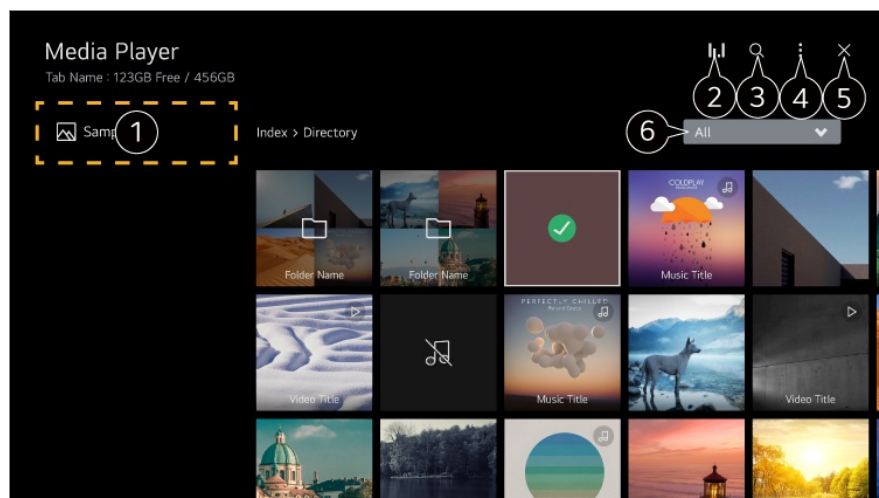 Media Player
Tab Name : 123GB Free / 456GB
2 3 4 5
1
Index > Directory
6
All
Folder Name
Folder Name
COLDPLAY
Music Title
Video Title
PERFECTLY CHILLED
Music Title
Video Title